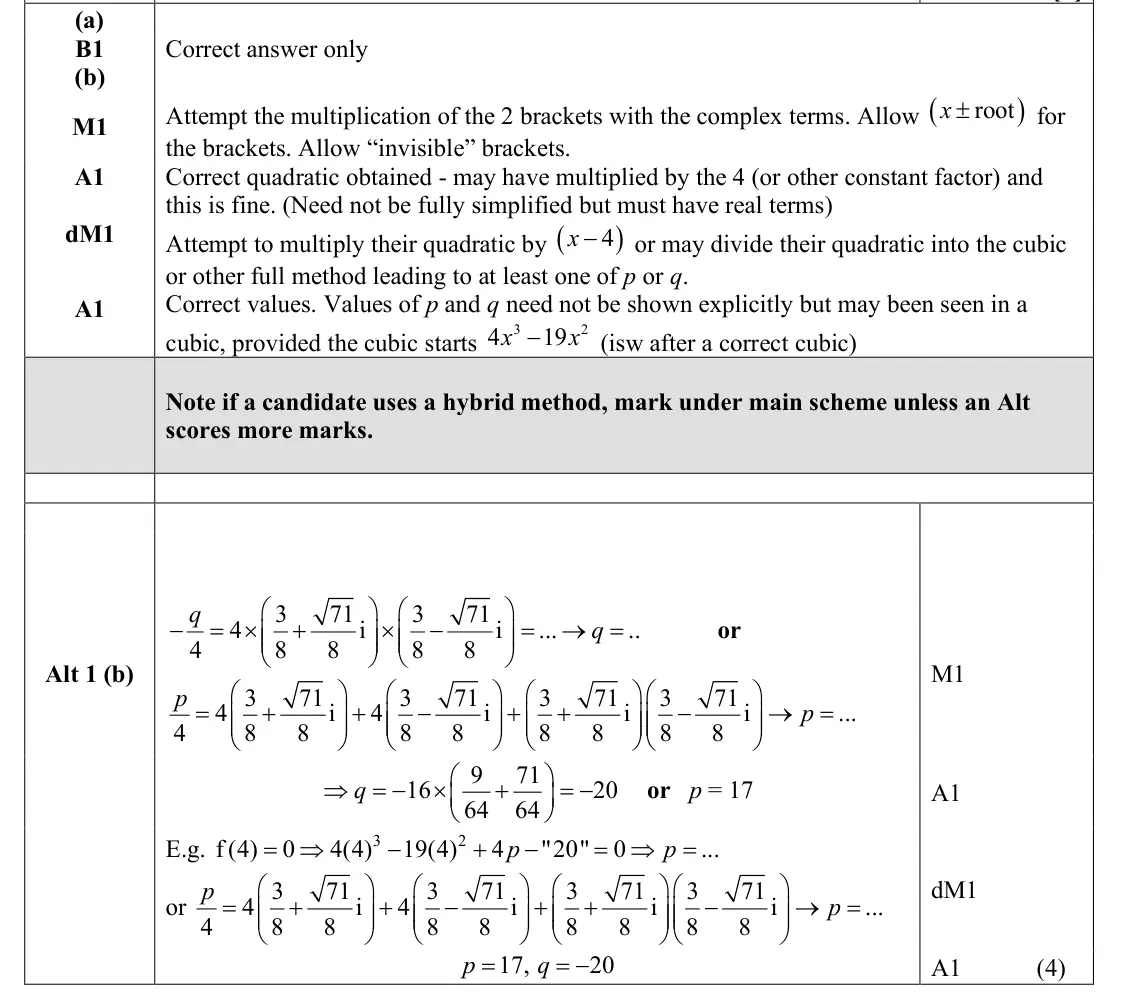 (a)
B1 Correct answer only
(b)
M1 Attempt the multiplication of the 2 brackets with the complex terms. Allow (x ± root) for
the brackets. Allow “invisible” brackets.
A1 Correct quadratic obtained - may have multiplied by the 4 (or other constant factor) and
this is fine. (Need not be fully simplified but must have real terms)
dM1 Attempt to multiply their quadratic by (x − 4) or may divide their quadratic into the cubic
or other full method leading to at least one of p or q.
A1 Correct values. Values of p and q need not be shown explicitly but may been seen in a
cubic, provided the cubic starts 4x³ − 19x² (isw after a correct cubic)
Note if a candidate uses a hybrid method, mark under main scheme unless an Alt
scores more marks.
−q/4 = 4 × (3/8 + √71/8 i) × (3/8 − √71/8 i) = ... → q = .. or
Alt 1 (b) M1
p/4 = 4(3/8 + √71/8 i) + 4(3/8 − √71/8 i) + (3/8 + √71/8 i)(3/8 − √71/8 i) → p = ...
⇒ q = −16 × (9/64 + 71/64) = −20 or p = 17 A1
E.g. f(4) = 0 ⇒ 4(4)³ − 19(4)² + 4p − "20" = 0 ⇒ p = ...
or p/4 = 4(3/8 + √71/8 i) + 4(3/8 − √71/8 i) + (3/8 + √71/8 i)(3/8 − √71/8 i) → p = ... dM1
p = 17, q = −20 A1 (4)